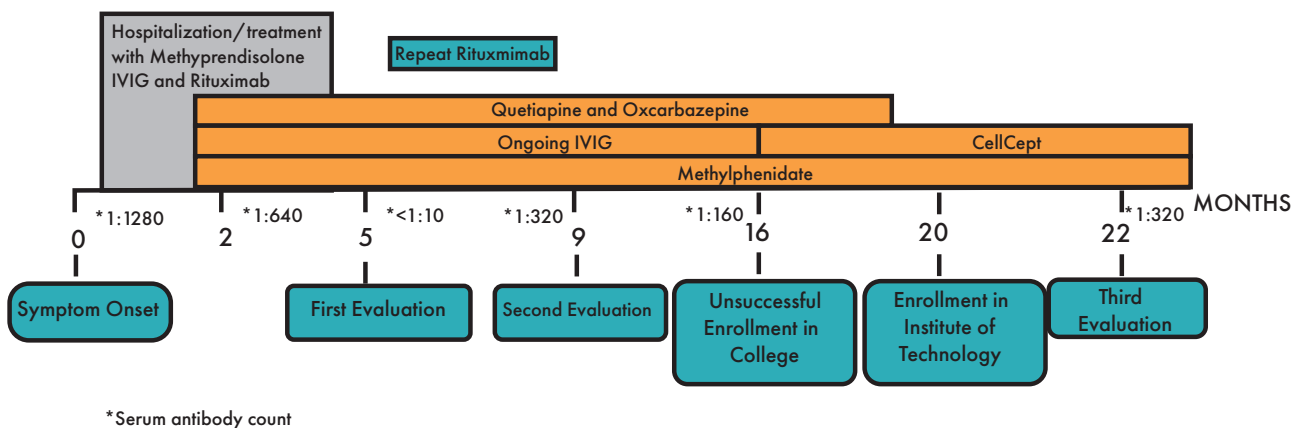 Hospitalization/treatment
with Methyprendisolone
IVIG and Rituximab
Repeat Rituxmimab
Quetiapine and Oxcarbazepine
Ongoing IVIG
CellCept
Methylphenidate
*1:1280
*1:640
*<1:10
*1:320
*1:160
*1:320
MONTHS
0
2
5
9
16
20
22
Symptom Onset
First Evaluation
Second Evaluation
Unsuccessful
Enrollment in
College
Enrollment in
Institute of
Technology
Third
Evaluation
*Serum antibody count